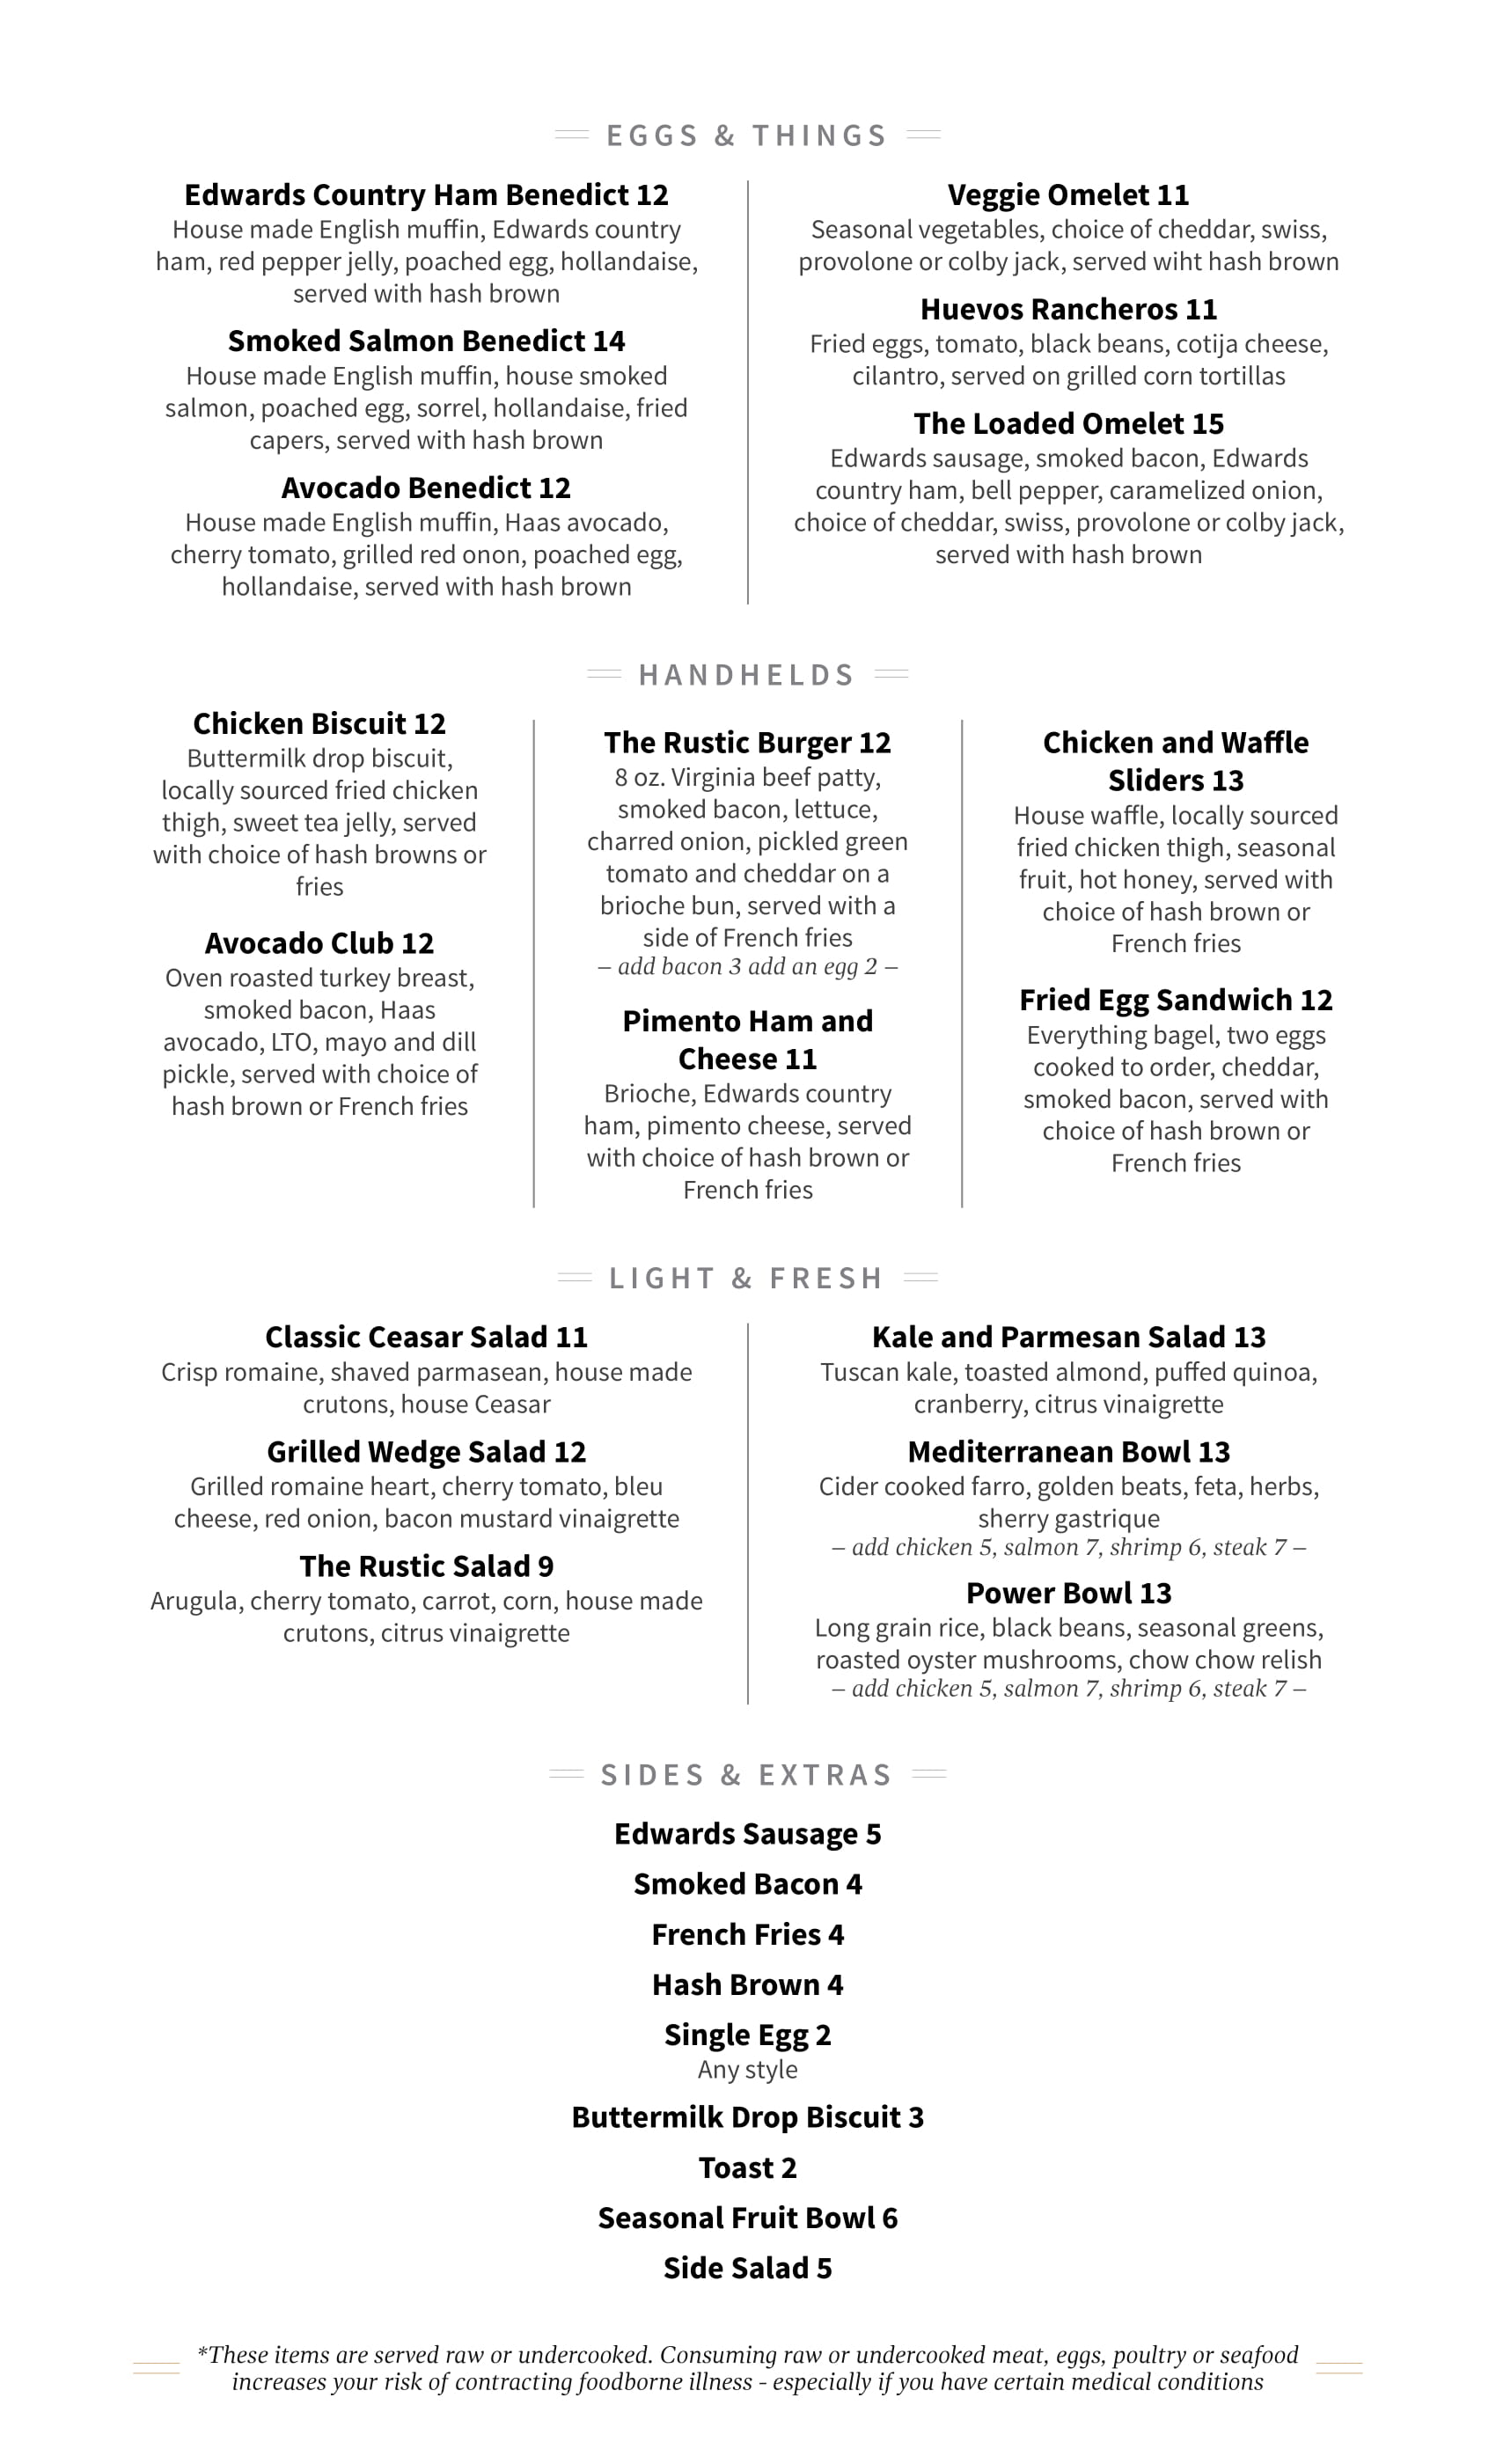 EGGS & THINGS
Edwards Country Ham Benedict 12
House made English muffin, Edwards country
ham, red pepper jelly, poached egg, hollandaise,
served with hash brown
Smoked Salmon Benedict 14
House made English muffin, house smoked
salmon, poached egg, sorrel, hollandaise, fried
capers, served with hash brown
Avocado Benedict 12
House made English muffin, Haas avocado,
cherry tomato, grilled red onon, poached egg,
hollandaise, served with hash brown
Veggie Omelet 11
Seasonal vegetables, choice of cheddar, swiss,
provolone or colby jack, served wiht hash brown
Huevos Rancheros 11
Fried eggs, tomato, black beans, cotija cheese,
cilantro, served on grilled corn tortillas
The Loaded Omelet 15
Edwards sausage, smoked bacon, Edwards
country ham, bell pepper, caramelized onion,
choice of cheddar, swiss, provolone or colby jack,
served with hash brown
HANDHELDS
Chicken Biscuit 12
Buttermilk drop biscuit,
locally sourced fried chicken
thigh, sweet tea jelly, served
with choice of hash browns or
fries
Avocado Club 12
Oven roasted turkey breast,
smoked bacon, Haas
avocado, LTO, mayo and dill
pickle, served with choice of
hash brown or French fries
The Rustic Burger 12
8 oz. Virginia beef patty,
smoked bacon, lettuce,
charred onion, pickled green
tomato and cheddar on a
brioche bun, served with a
side of French fries
– add bacon 3 add an egg 2 –
Pimento Ham and
Cheese 11
Brioche, Edwards country
ham, pimento cheese, served
with choice of hash brown or
French fries
Chicken and Waffle
Sliders 13
House waffle, locally sourced
fried chicken thigh, seasonal
fruit, hot honey, served with
choice of hash brown or
French fries
Fried Egg Sandwich 12
Everything bagel, two eggs
cooked to order, cheddar,
smoked bacon, served with
choice of hash brown or
French fries
LIGHT & FRESH
Classic Ceasar Salad 11
Crisp romaine, shaved parmasean, house made
crutons, house Ceasar
Grilled Wedge Salad 12
Grilled romaine heart, cherry tomato, bleu
cheese, red onion, bacon mustard vinaigrette
The Rustic Salad 9
Arugula, cherry tomato, carrot, corn, house made
crutons, citrus vinaigrette
Kale and Parmesan Salad 13
Tuscan kale, toasted almond, puffed quinoa,
cranberry, citrus vinaigrette
Mediterranean Bowl 13
Cider cooked farro, golden beats, feta, herbs,
sherry gastrique
– add chicken 5, salmon 7, shrimp 6, steak 7 –
Power Bowl 13
Long grain rice, black beans, seasonal greens,
roasted oyster mushrooms, chow chow relish
– add chicken 5, salmon 7, shrimp 6, steak 7 –
SIDES & EXTRAS
Edwards Sausage 5
Smoked Bacon 4
French Fries 4
Hash Brown 4
Single Egg 2
Any style
Buttermilk Drop Biscuit 3
Toast 2
Seasonal Fruit Bowl 6
Side Salad 5
*These items are served raw or undercooked. Consuming raw or undercooked meat, eggs, poultry or seafood
increases your risk of contracting foodborne illness - especially if you have certain medical conditions